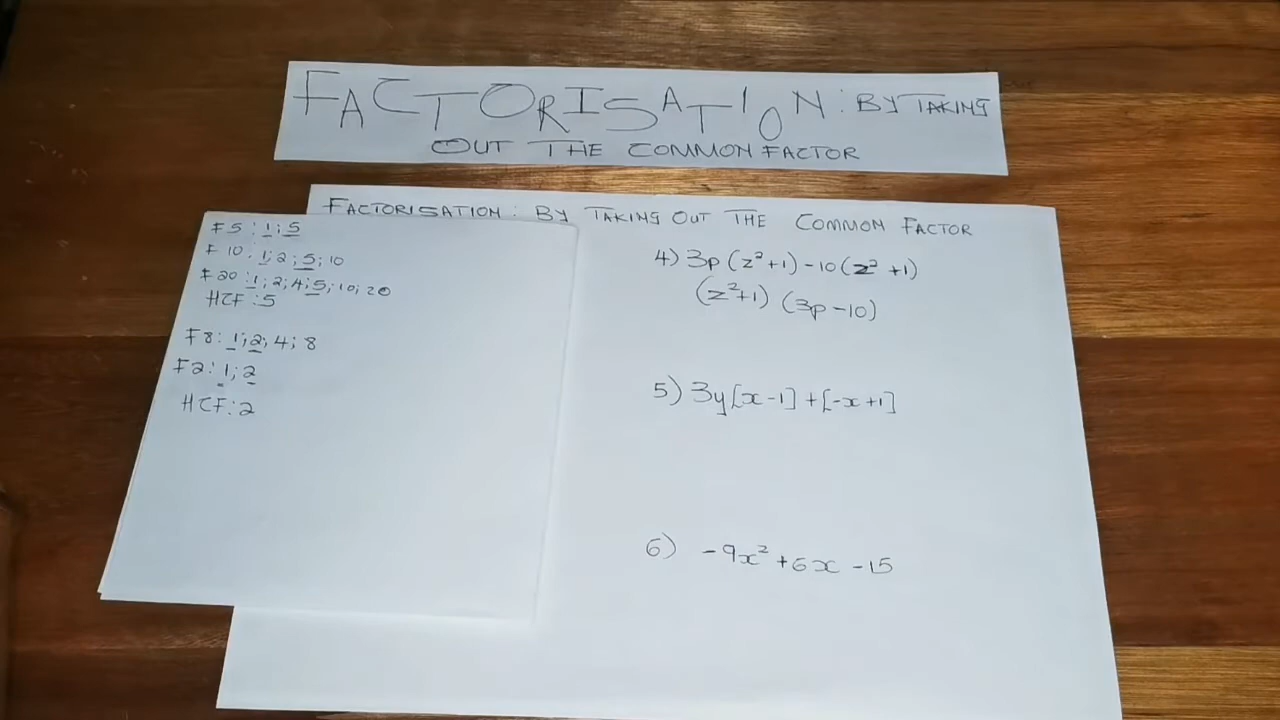 FACTORISATION: BY TAKING
OUT THE COMMON FACTOR
FACTORISATION: BY TAKING OUT THE COMMON FACTOR
F5: 1; 5
F10: 1; 2; 5; 10
F20: 1; 2; 4; 5; 10; 20
HCF: 5
F8: 1; 2; 4; 8
F2: 1; 2
HCF: 2
4) 3p(z²+1)-10(z²+1)
(z²+1)(3p-10)
5) 3y[x-1]+[-x+1]
6) -9x²+6x-15